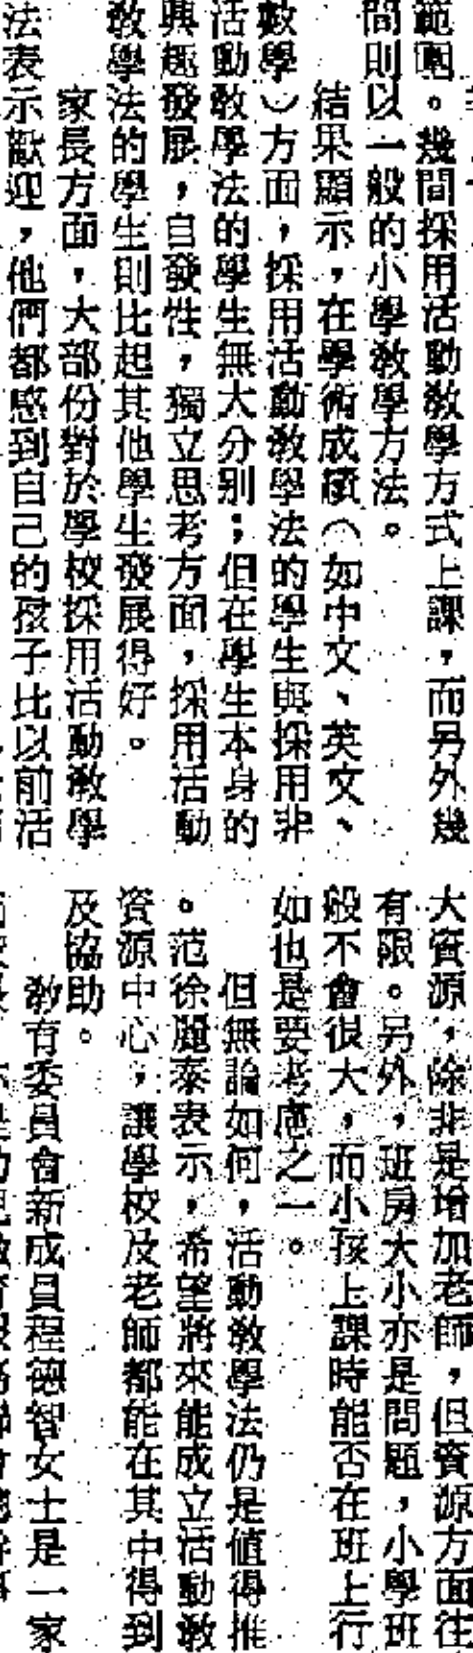 範圍。幾間採用活動教學方式上課，而另外幾
間則以一般的小學教學方法。
結果顯示，在學術成績（如中文、英文、
數學）方面，採用活動教學法的學生與採用非
活動教學法的學生無大分別；但在學生本身的
興趣發展，自發性，獨立思考方面，採用活動
教學法的學生則比起其他學生發展得好。
家長方面，大部份對於學校採用活動教學
法表示歡迎，他們都感到自己的孩子比以前活
大資源，除非是增加老師，但資源方面往
有限。另外，班房大小亦是問題，小學班
般不會很大，而小孩上課時能否在班上行
如也是要考慮之一。
但無論如何，活動教學法仍是值得推
。范徐麗泰表示，希望將來能成立活動教
資源中心，讓學校及老師都能在其中得到
及協助。
教育委員會新成員程德智女士是一家